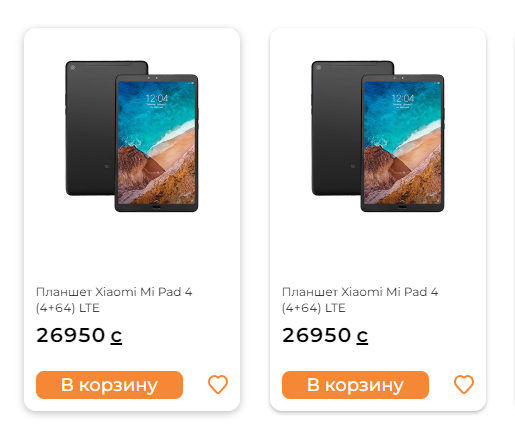 12:04
12:04
Планшет Xiaomi Mi Pad 4
(4+64) LTE
26950 с
В корзину
Планшет Xiaomi Mi Pad 4
(4+64) LTE
26950 с
В корзину